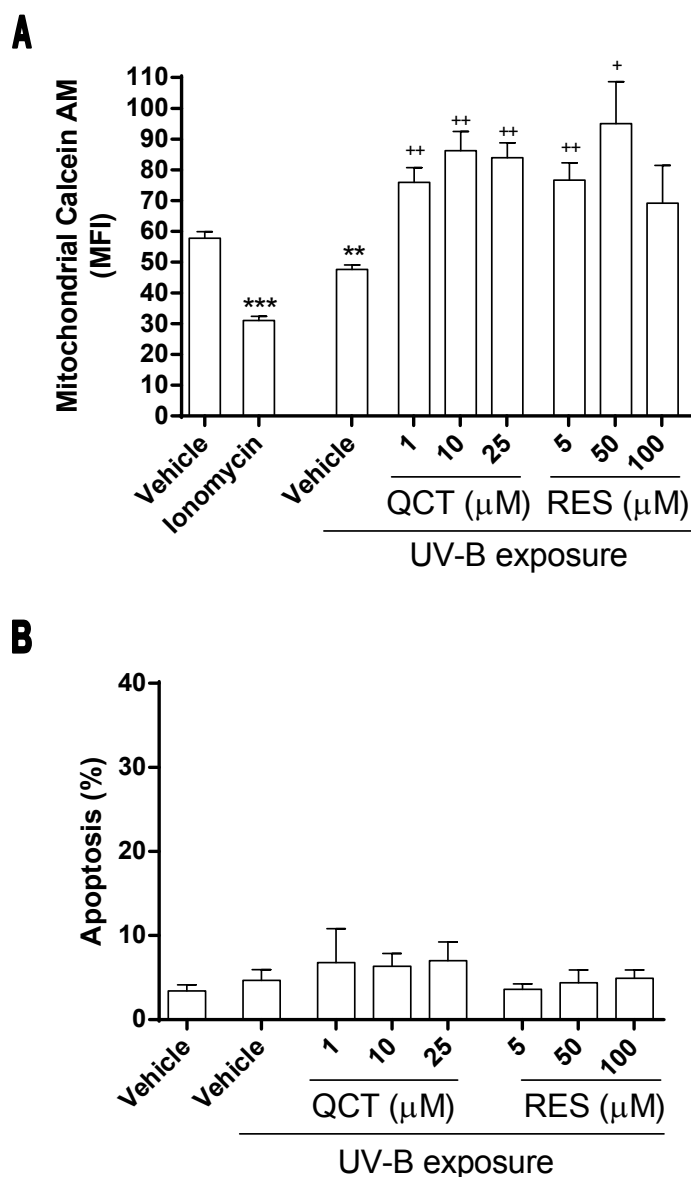 A
Mitochondrial Calcein AM
(MFI)
110
100
90
80
70
60
50
40
30
20
10
0
***
**
++
++
++
++
+
Vehicle
Ionomycin
Vehicle
1
10
25
5
50
100
QCT (μM)
RES (μM)
UV-B exposure
B
Apoptosis (%)
40
30
20
10
0
Vehicle
Vehicle
1
10
25
5
50
100
QCT (μM)
RES (μM)
UV-B exposure